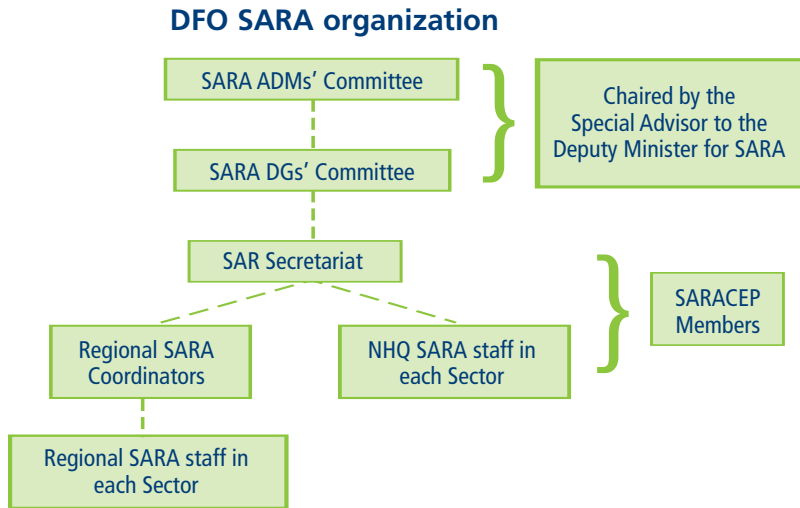 DFO SARA organization
SARA ADMs' Committee
Chaired by the
Special Advisor to the
Deputy Minister for SARA
SARA DGs' Committee
SAR Secretariat
SARACEP
Members
Regional SARA
Coordinators
NHQ SARA staff in
each Sector
Regional SARA staff in
each Sector